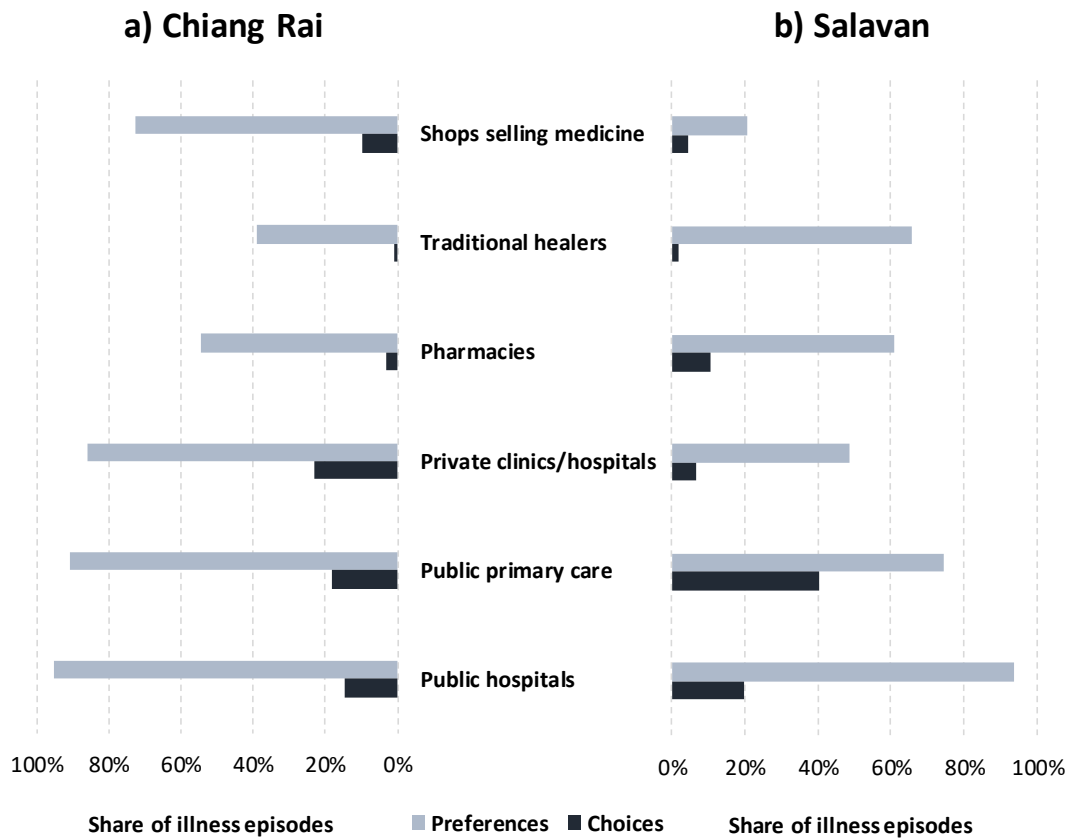 a) Chiang Rai
b) Salavan
Shops selling medicine
Traditional healers
Pharmacies
Private clinics/hospitals
Public primary care
Public hospitals
100% 80% 60% 40% 20% 0%
0% 20% 40% 60% 80% 100%
Share of illness episodes
Preferences
Choices
Share of illness episodes